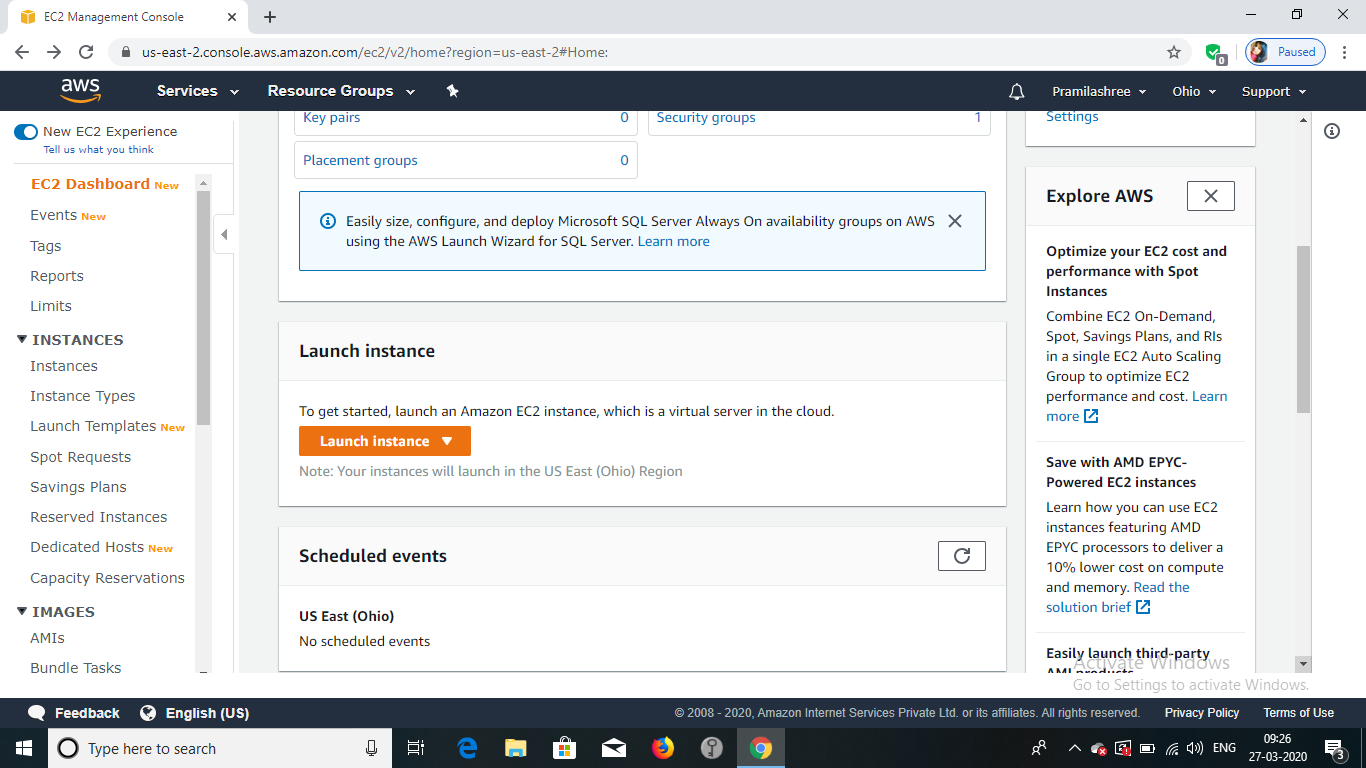 EC2 Management Console
us-east-2.console.aws.amazon.com/ec2/v2/home?region=us-east-2#Home:
0
Paused
aws
Services
Resource Groups
Pramilashree
Ohio
Support
New EC2 Experience
Tell us what you think
EC2 Dashboard New
Events New
Tags
Reports
Limits
INSTANCES
Instances
Instance Types
Launch Templates New
Spot Requests
Savings Plans
Reserved Instances
Dedicated Hosts New
Capacity Reservations
IMAGES
AMIs
Bundle Tasks
Key pairs 0
Security groups 1
Placement groups 0
Easily size, configure, and deploy Microsoft SQL Server Always On availability groups on AWS
using the AWS Launch Wizard for SQL Server. Learn more
Launch instance
To get started, launch an Amazon EC2 instance, which is a virtual server in the cloud.
Launch instance
Note: Your instances will launch in the US East (Ohio) Region
Scheduled events
US East (Ohio)
No scheduled events
Settings
Explore AWS
Optimize your EC2 cost and
performance with Spot
Instances
Combine EC2 On-Demand,
Spot, Savings Plans, and RIs
in a single EC2 Auto Scaling
Group to optimize EC2
performance and cost. Learn
more
Save with AMD EPYC-
Powered EC2 instances
Learn how you can use EC2
instances featuring AMD
EPYC processors to deliver a
10% lower cost on compute
and memory. Read the
solution brief
Easily launch third-party
AMI products
Activate Windows
Go to Settings to activate Windows.
Feedback
English (US)
© 2008 - 2020, Amazon Internet Services Private Ltd. or its affiliates. All rights reserved.
Privacy Policy
Terms of Use
Type here to search
ENG
09:26
27-03-2020
3